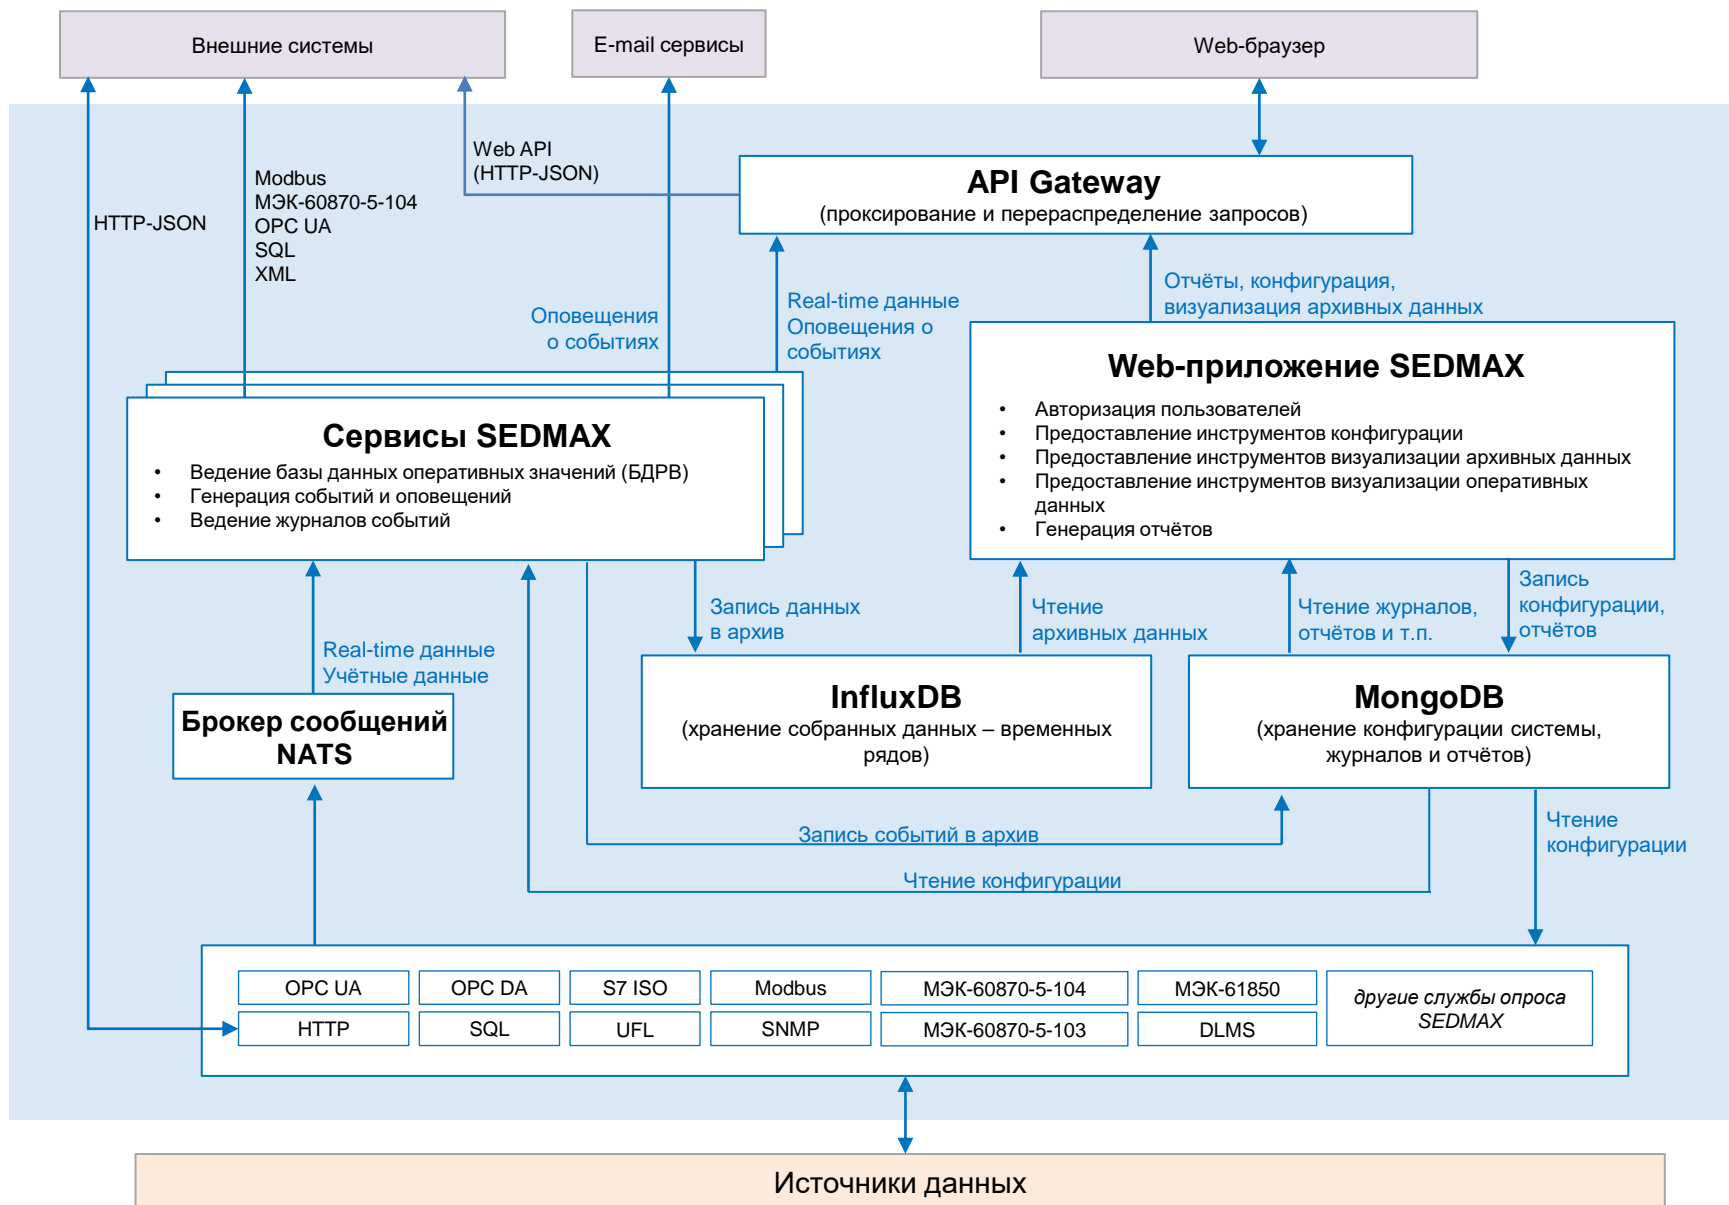 Внешние системы
E-mail сервисы
Web-браузер
Web API
(HTTP-JSON)
HTTP-JSON
Modbus
МЭК-60870-5-104
OPC UA
SQL
XML
API Gateway
(проксирование и перераспределение запросов)
Оповещения
о событиях
Real-time данные
Оповещения о
событиях
Отчёты, конфигурация,
визуализация архивных данных
Сервисы SEDMAX
• Ведение базы данных оперативных значений (БДРВ)
• Генерация событий и оповещений
• Ведение журналов событий
Web-приложение SEDMAX
• Авторизация пользователей
• Предоставление инструментов конфигурации
• Предоставление инструментов визуализации архивных данных
• Предоставление инструментов визуализации оперативных
данных
• Генерация отчётов
Real-time данные
Учётные данные
Запись данных
в архив
Чтение
архивных данных
Чтение журналов,
отчётов и т.п.
Запись
конфигурации,
отчётов
Брокер сообщений
NATS
InfluxDB
(хранение собранных данных – временных
рядов)
MongoDB
(хранение конфигурации системы,
журналов и отчётов)
Запись событий в архив
Чтение конфигурации
Чтение
конфигурации
OPC UA
OPC DA
S7 ISO
Modbus
МЭК-60870-5-104
МЭК-61850
другие службы опроса
SEDMAX
HTTP
SQL
UFL
SNMP
МЭК-60870-5-103
DLMS
Источники данных